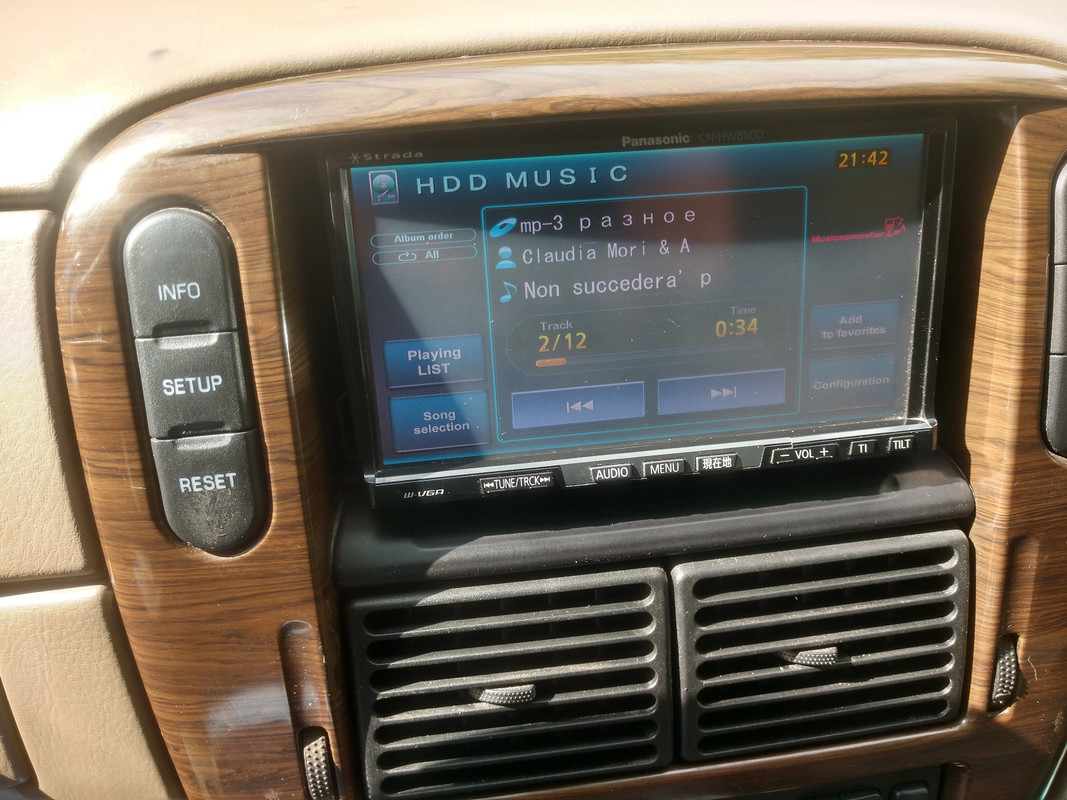 Panasonic CN-HW850D
Strada
21:42
HDD MUSIC
mp-3 разное
Album order
All
Claudia Mori & A
Musicsommelier
Non succedera' p
Track
Time
2/12
0:34
Add
to favorites
Playing
LIST
Configuration
Song
selection
INFO
SETUP
RESET
TUNE/TRCK
AUDIO
MENU
現在地
− VOL +
TI
TILT
W-VGA